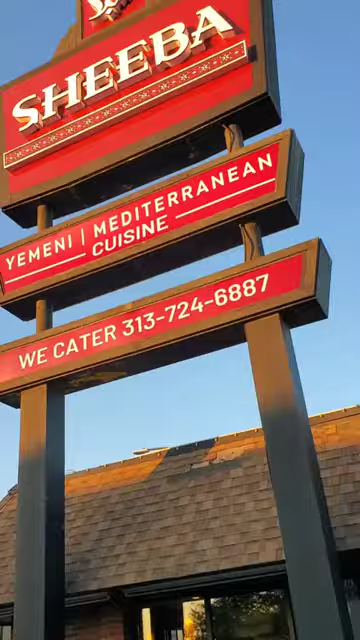 SHEEBA
YEMENI | MEDITERRANEAN
CUISINE
WE CATER 313-724-6887